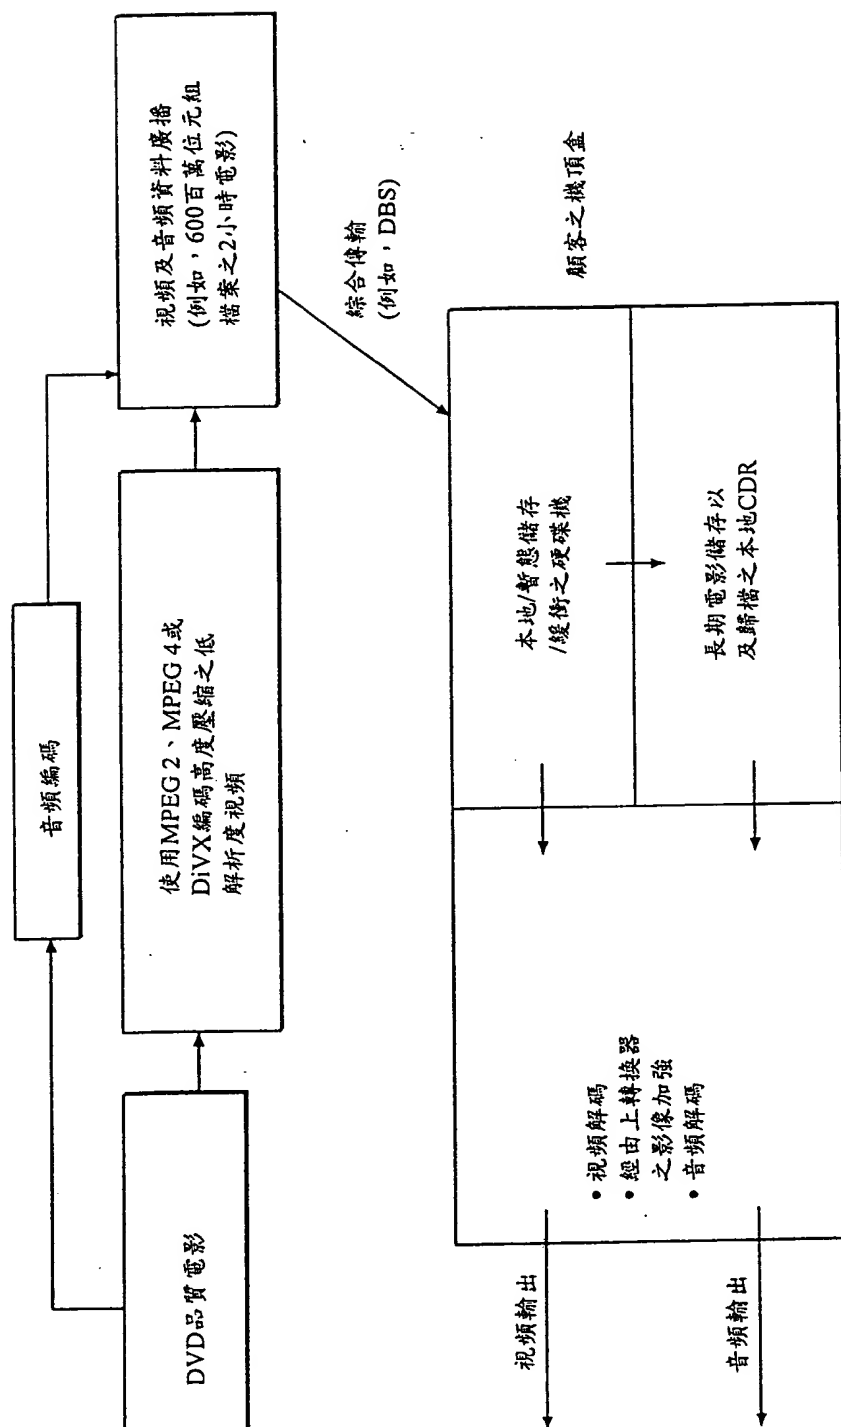 音頻編碼
DVD品質電影
使用MPEG 2、MPEG 4或
DiVX編碼高度壓縮之低
解析度視頻
視頻及音頻資料廣播
(例如，600百萬位元組
檔案之2小時電影)
綜合傳輸
(例如，DBS)
顧客之機頂盒
視頻輸出
音頻輸出
• 視頻解碼
• 經由上轉換器
之影像加強
• 音頻解碼
本地/暫態儲存
/緩衝之硬碟機
長期電影儲存以
及歸檔之本地CDR